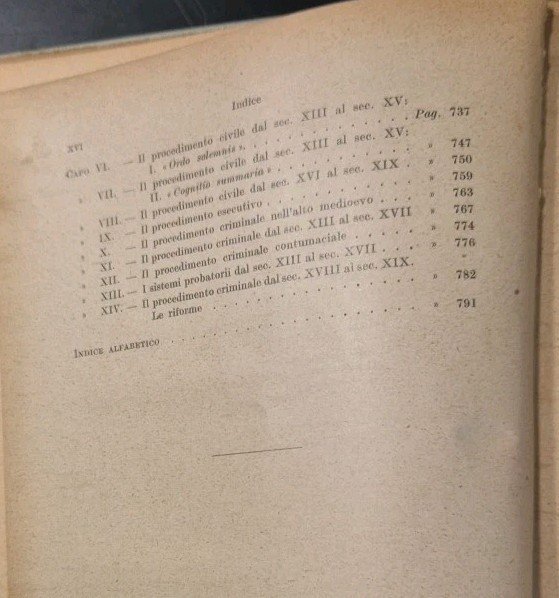 XVI
Indice
CAPO VI. — Il procedimento civile dal sec. XIII al sec. XV:
I. «Ordo solemnis» . . . . . . . . . . . . . Pag. 737
» VII. — Il procedimento civile dal sec. XIII al sec. XV:
II. «Cognitio summaria» . . . . . . . . . . » 747
» VIII. — Il procedimento civile dal sec. XVI al sec. XIX . » 750
» IX. — Il procedimento esecutivo . . . . . . . . . . » 759
» X. — Il procedimento criminale nell'alto medioevo . . . » 763
» XI. — Il procedimento criminale dal sec. XIII al sec. XVII » 767
» XII. — Il procedimento criminale contumaciale . . . . . » 774
» XIII. — I sistemi probatorii dal sec. XIII al sec. XVII . . . » 776
» XIV. — Il procedimento criminale dal sec. XVIII al sec. XIX. »
Le riforme . . . . . . . . . . . . . . . » 782
INDICE ALFABETICO . . . . . . . . . . . . . . . . » 791